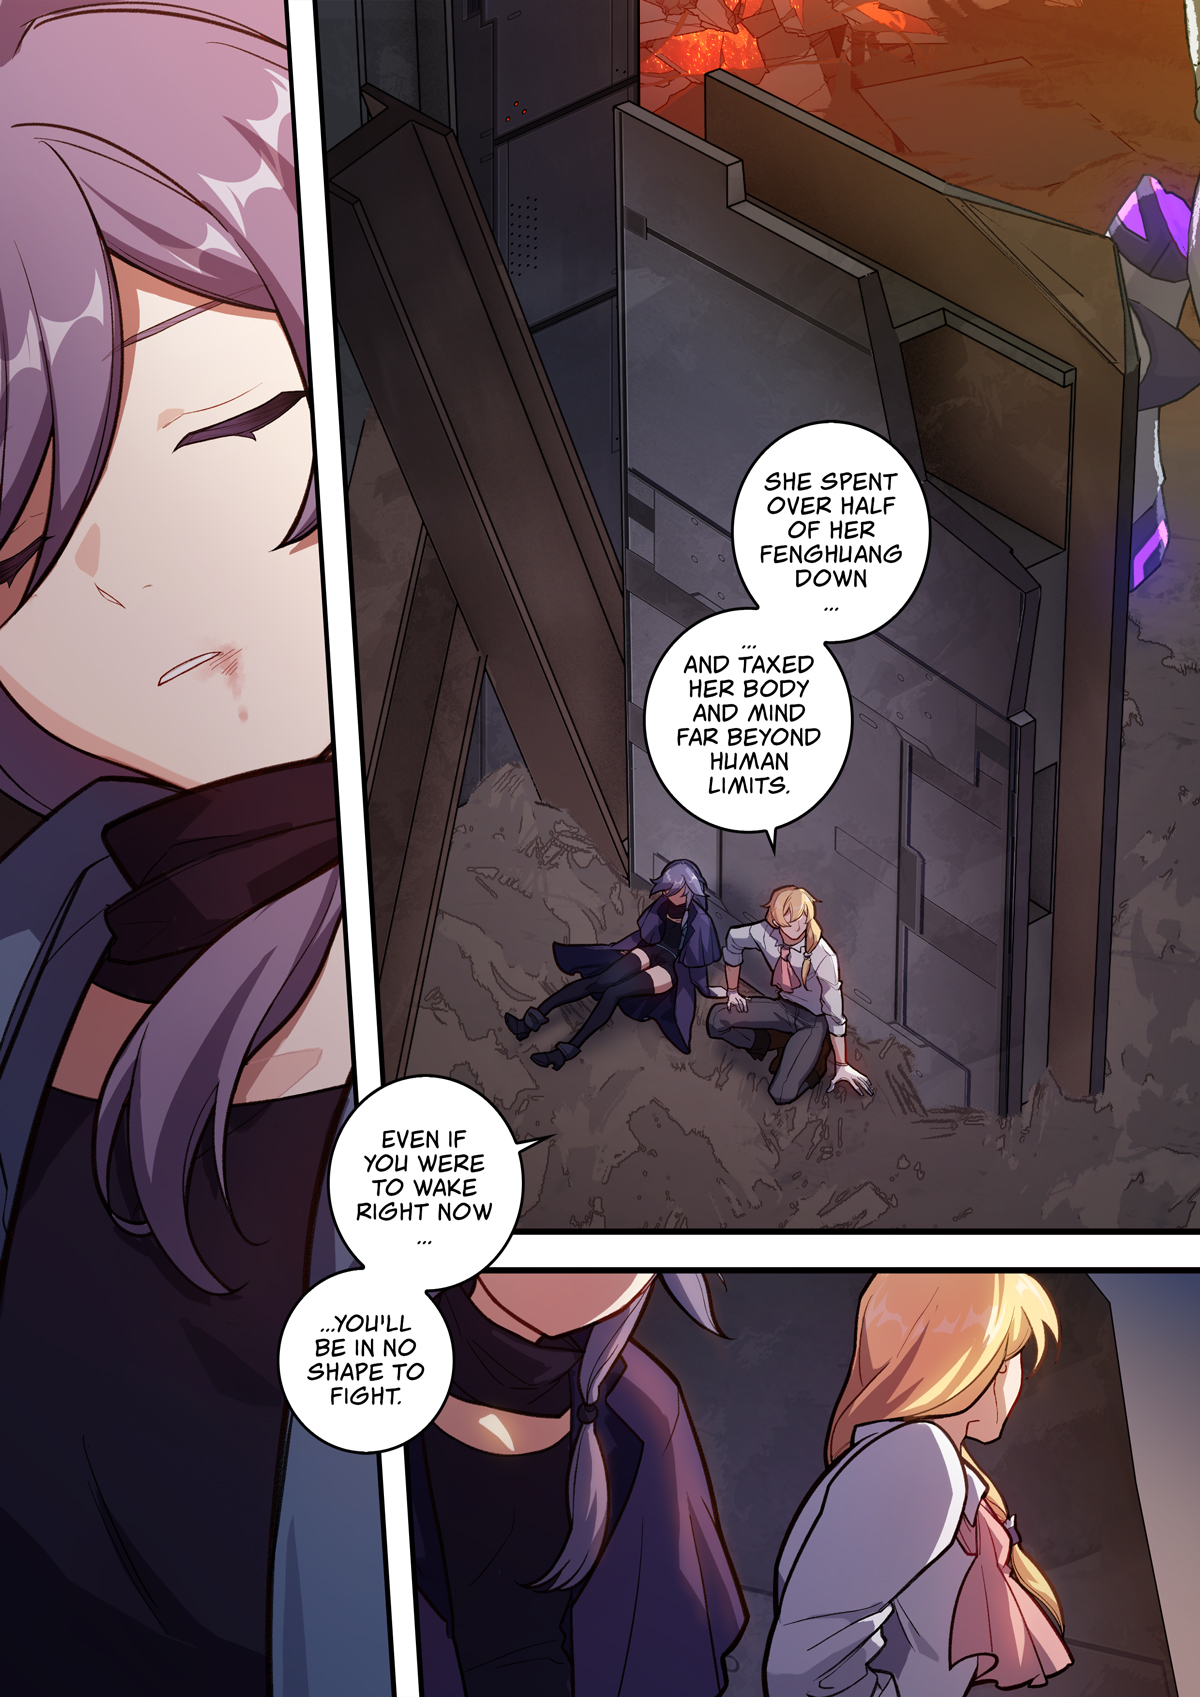 SHE SPENT
OVER HALF
OF HER
FENGHUANG
DOWN
...
...
AND TAXED
HER BODY
AND MIND
FAR BEYOND
HUMAN
LIMITS.
EVEN IF
YOU WERE
TO WAKE
RIGHT NOW
...
...YOU'LL
BE IN NO
SHAPE TO
FIGHT.